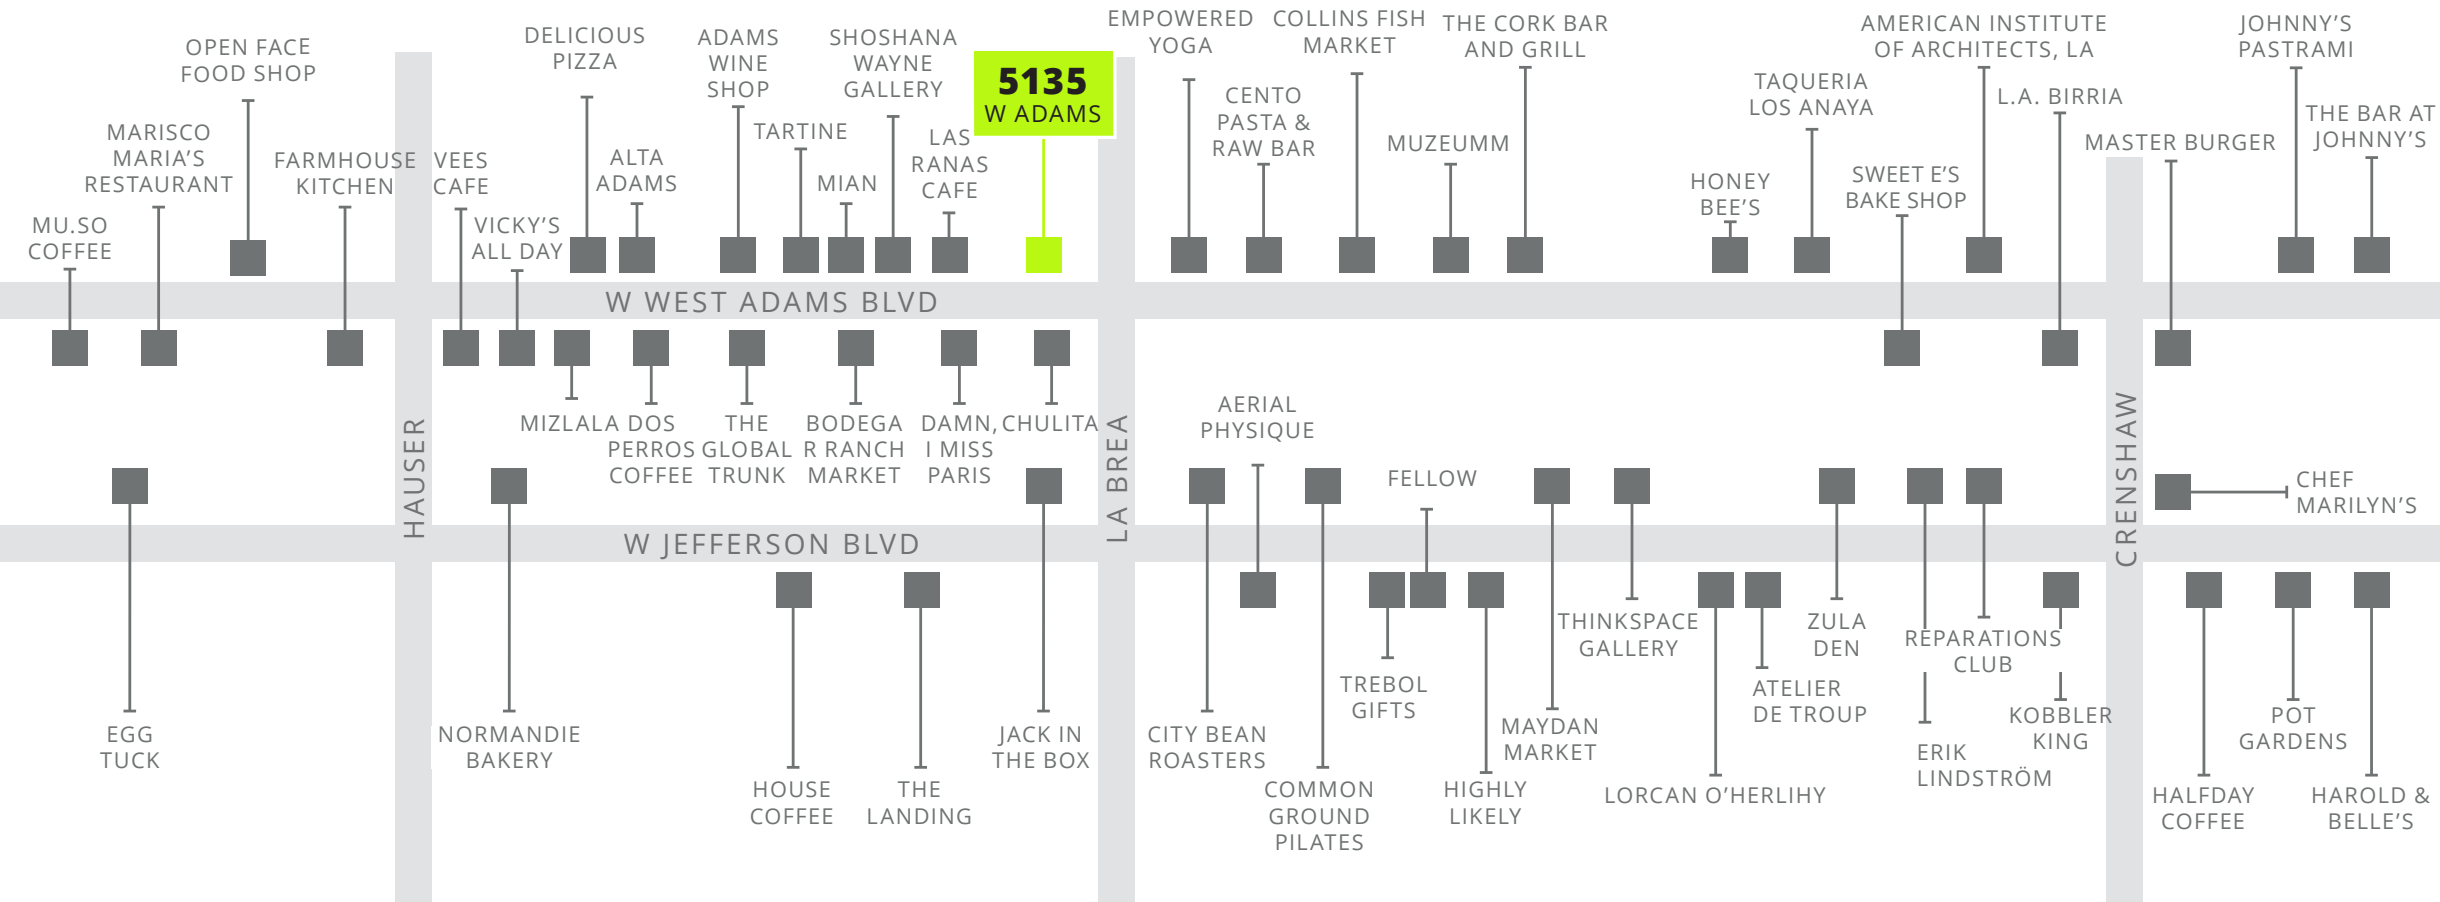 OPEN FACE
FOOD SHOP
MARISCO
MARIA'S
RESTAURANT
FARMHOUSE
KITCHEN
MU.SO
COFFEE
VEES
CAFE
VICKY'S
ALL DAY
DELICIOUS
PIZZA
ALTA
ADAMS
ADAMS
WINE
SHOP
TARTINE
MIAN
SHOSHANA
WAYNE
GALLERY
LAS
RANAS
CAFE
5135
W ADAMS
EMPOWERED
YOGA
CENTO
PASTA &
RAW BAR
COLLINS FISH
MARKET
MUZEUMM
THE CORK BAR
AND GRILL
HONEY
BEE'S
TAQUERIA
LOS ANAYA
SWEET E'S
BAKE SHOP
AMERICAN INSTITUTE
OF ARCHITECTS, LA
L.A. BIRRIA
MASTER BURGER
JOHNNY'S
PASTRAMI
THE BAR AT
JOHNNY'S
W WEST ADAMS BLVD
MIZLALA
DOS
PERROS
COFFEE
THE
GLOBAL
TRUNK
BODEGA
R RANCH
MARKET
DAMN,
I MISS
PARIS
CHULITA
HAUSER
LA BREA
CRENSHAW
AERIAL
PHYSIQUE
FELLOW
CHEF
MARILYN'S
W JEFFERSON BLVD
EGG
TUCK
NORMANDIE
BAKERY
HOUSE
COFFEE
THE
LANDING
JACK IN
THE BOX
CITY BEAN
ROASTERS
COMMON
GROUND
PILATES
TREBOL
GIFTS
HIGHLY
LIKELY
MAYDAN
MARKET
THINKSPACE
GALLERY
LORCAN O'HERLIHY
ATELIER
DE TROUP
ZULA
DEN
REPARATIONS
CLUB
ERIK
LINDSTRÖM
KOBBLER
KING
HALFDAY
COFFEE
POT
GARDENS
HAROLD &
BELLE'S